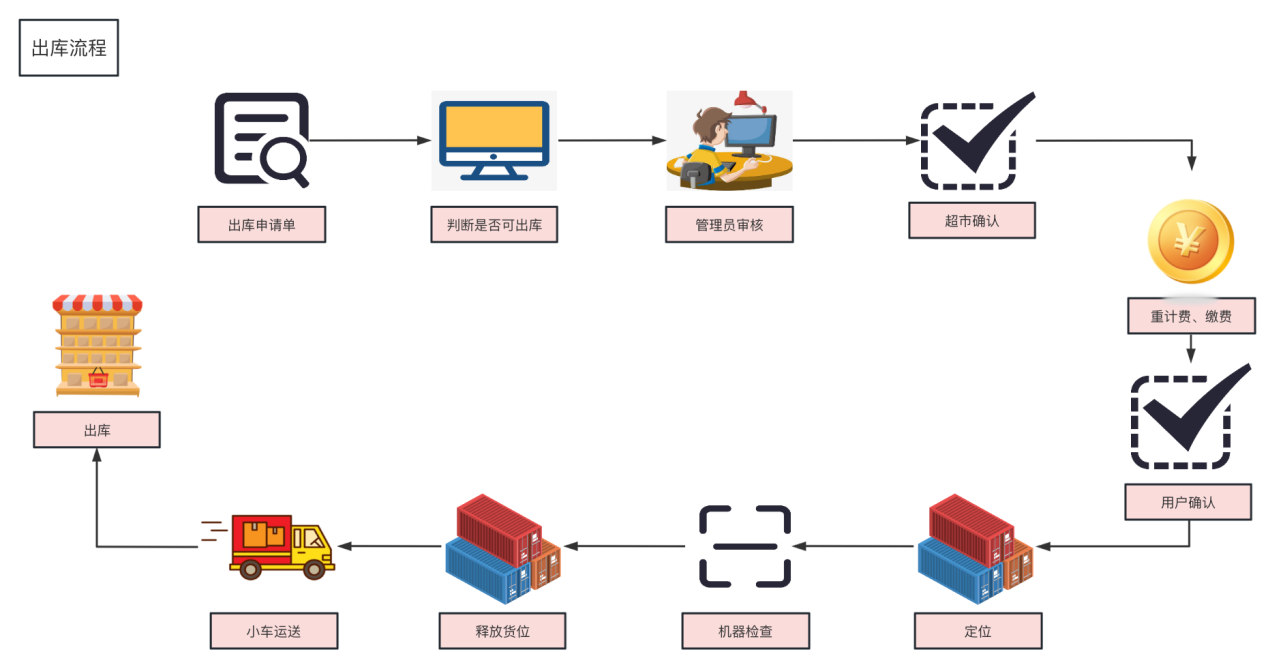 出库流程
出库申请单
判断是否可出库
管理员审核
超市确认
¥
重计费、缴费
用户确认
出库
小车运送
释放货位
机器检查
定位